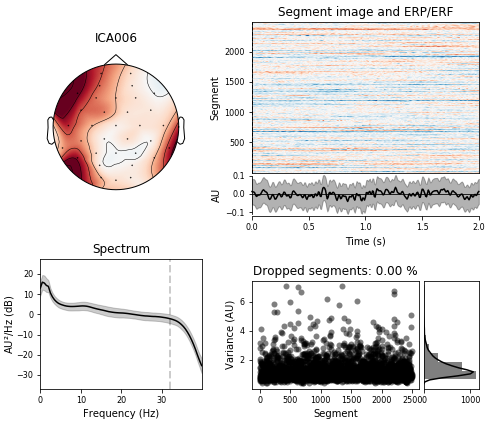 ICA006
Segment image and ERP/ERF
Segment
2000
1500
1000
500
AU
0.1
0.0
−0.1
0.0 0.5 1.0 1.5 2.0
Time (s)
Spectrum
AU²/Hz (dB)
20
10
0
−10
−20
−30
0 10 20 30
Frequency (Hz)
Dropped segments: 0.00 %
Variance (AU)
6
4
2
0 500 1000 1500 2000 2500
Segment
0 1000